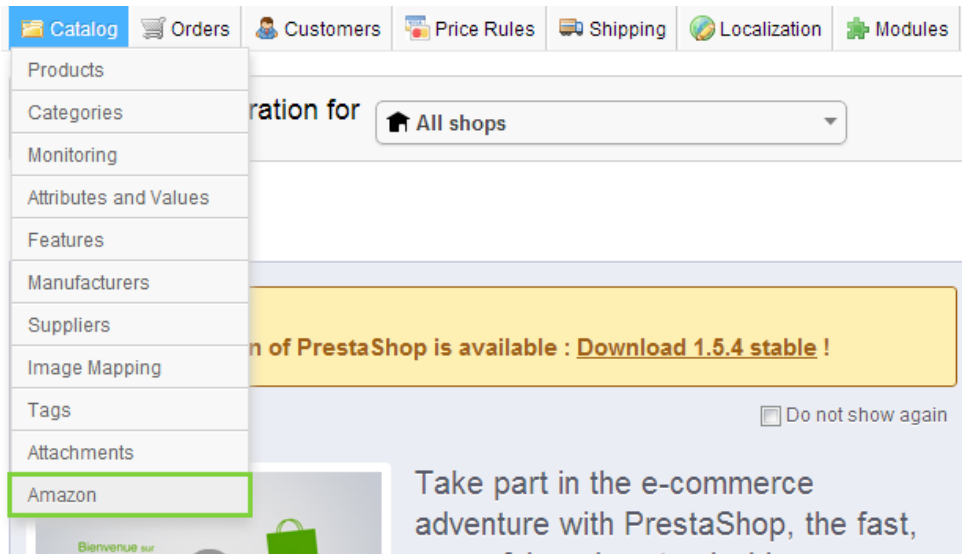 Catalog Orders Customers Price Rules Shipping Localization Modules
Products
Categories
ration for
All shops
Monitoring
Attributes and Values
Features
Manufacturers
Suppliers
n of PrestaShop is available : Download 1.5.4 stable !
Image Mapping
Tags
Do not show again
Attachments
Amazon
Take part in the e-commerce
adventure with PrestaShop, the fast,
Bienvenue sur